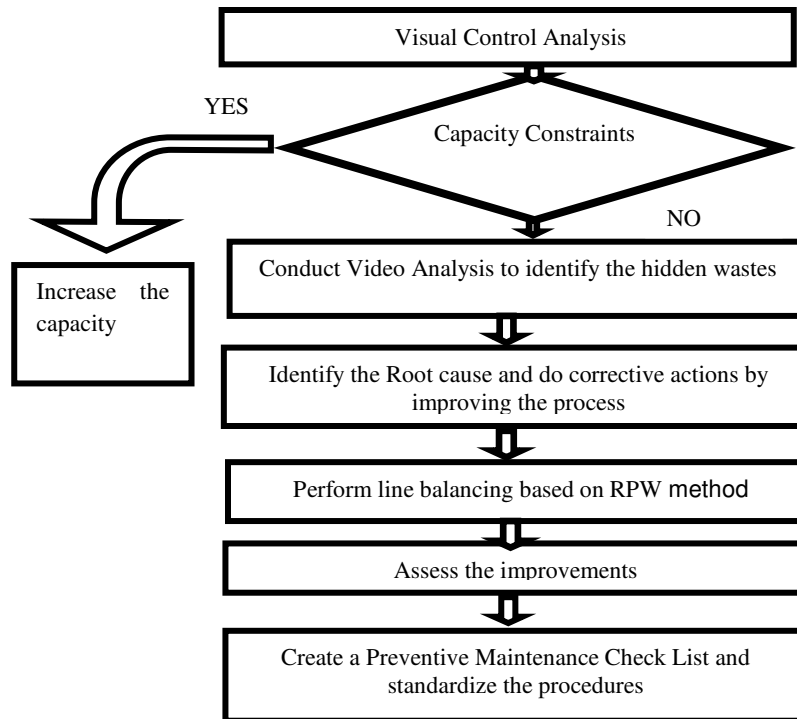 Visual Control Analysis
YES
Capacity Constraints
NO
Conduct Video Analysis to identify the hidden wastes
Increase the
capacity
Identify the Root cause and do corrective actions by
improving the process
Perform line balancing based on RPW method
Assess the improvements
Create a Preventive Maintenance Check List and
standardize the procedures